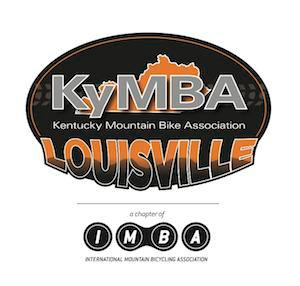 KyMBA
Kentucky Mountain Bike Association
LOUISVILLE
a chapter of
IMBA
INTERNATIONAL MOUNTAIN BICYCLING ASSOCIATION